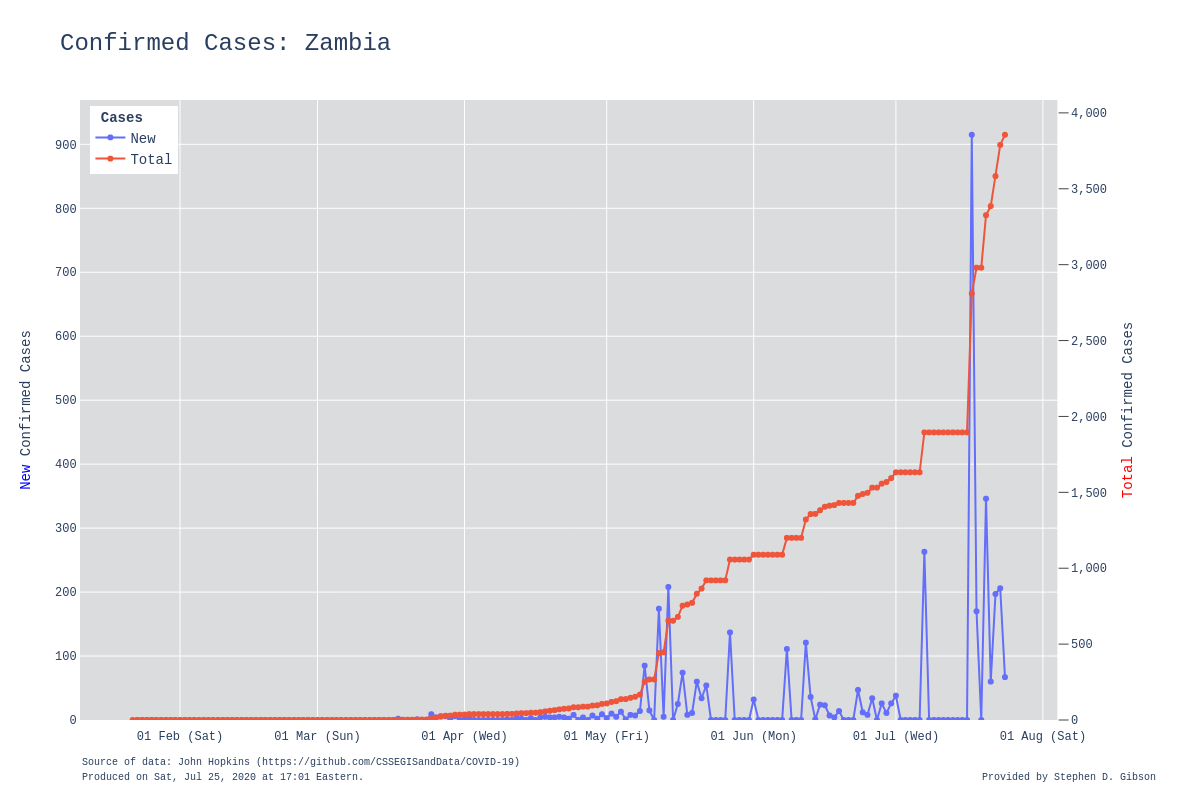 Confirmed Cases: Zambia
Cases
New
Total
900
800
700
600
500
400
300
200
100
0
New Confirmed Cases
4,000
3,500
3,000
2,500
2,000
1,500
1,000
500
0
Total Confirmed Cases
01 Feb (Sat)
01 Mar (Sun)
01 Apr (Wed)
01 May (Fri)
01 Jun (Mon)
01 Jul (Wed)
01 Aug (Sat)
Source of data: John Hopkins (https://github.com/CSSEGISandData/COVID-19)
Produced on Sat, Jul 25, 2020 at 17:01 Eastern.
Provided by Stephen D. Gibson